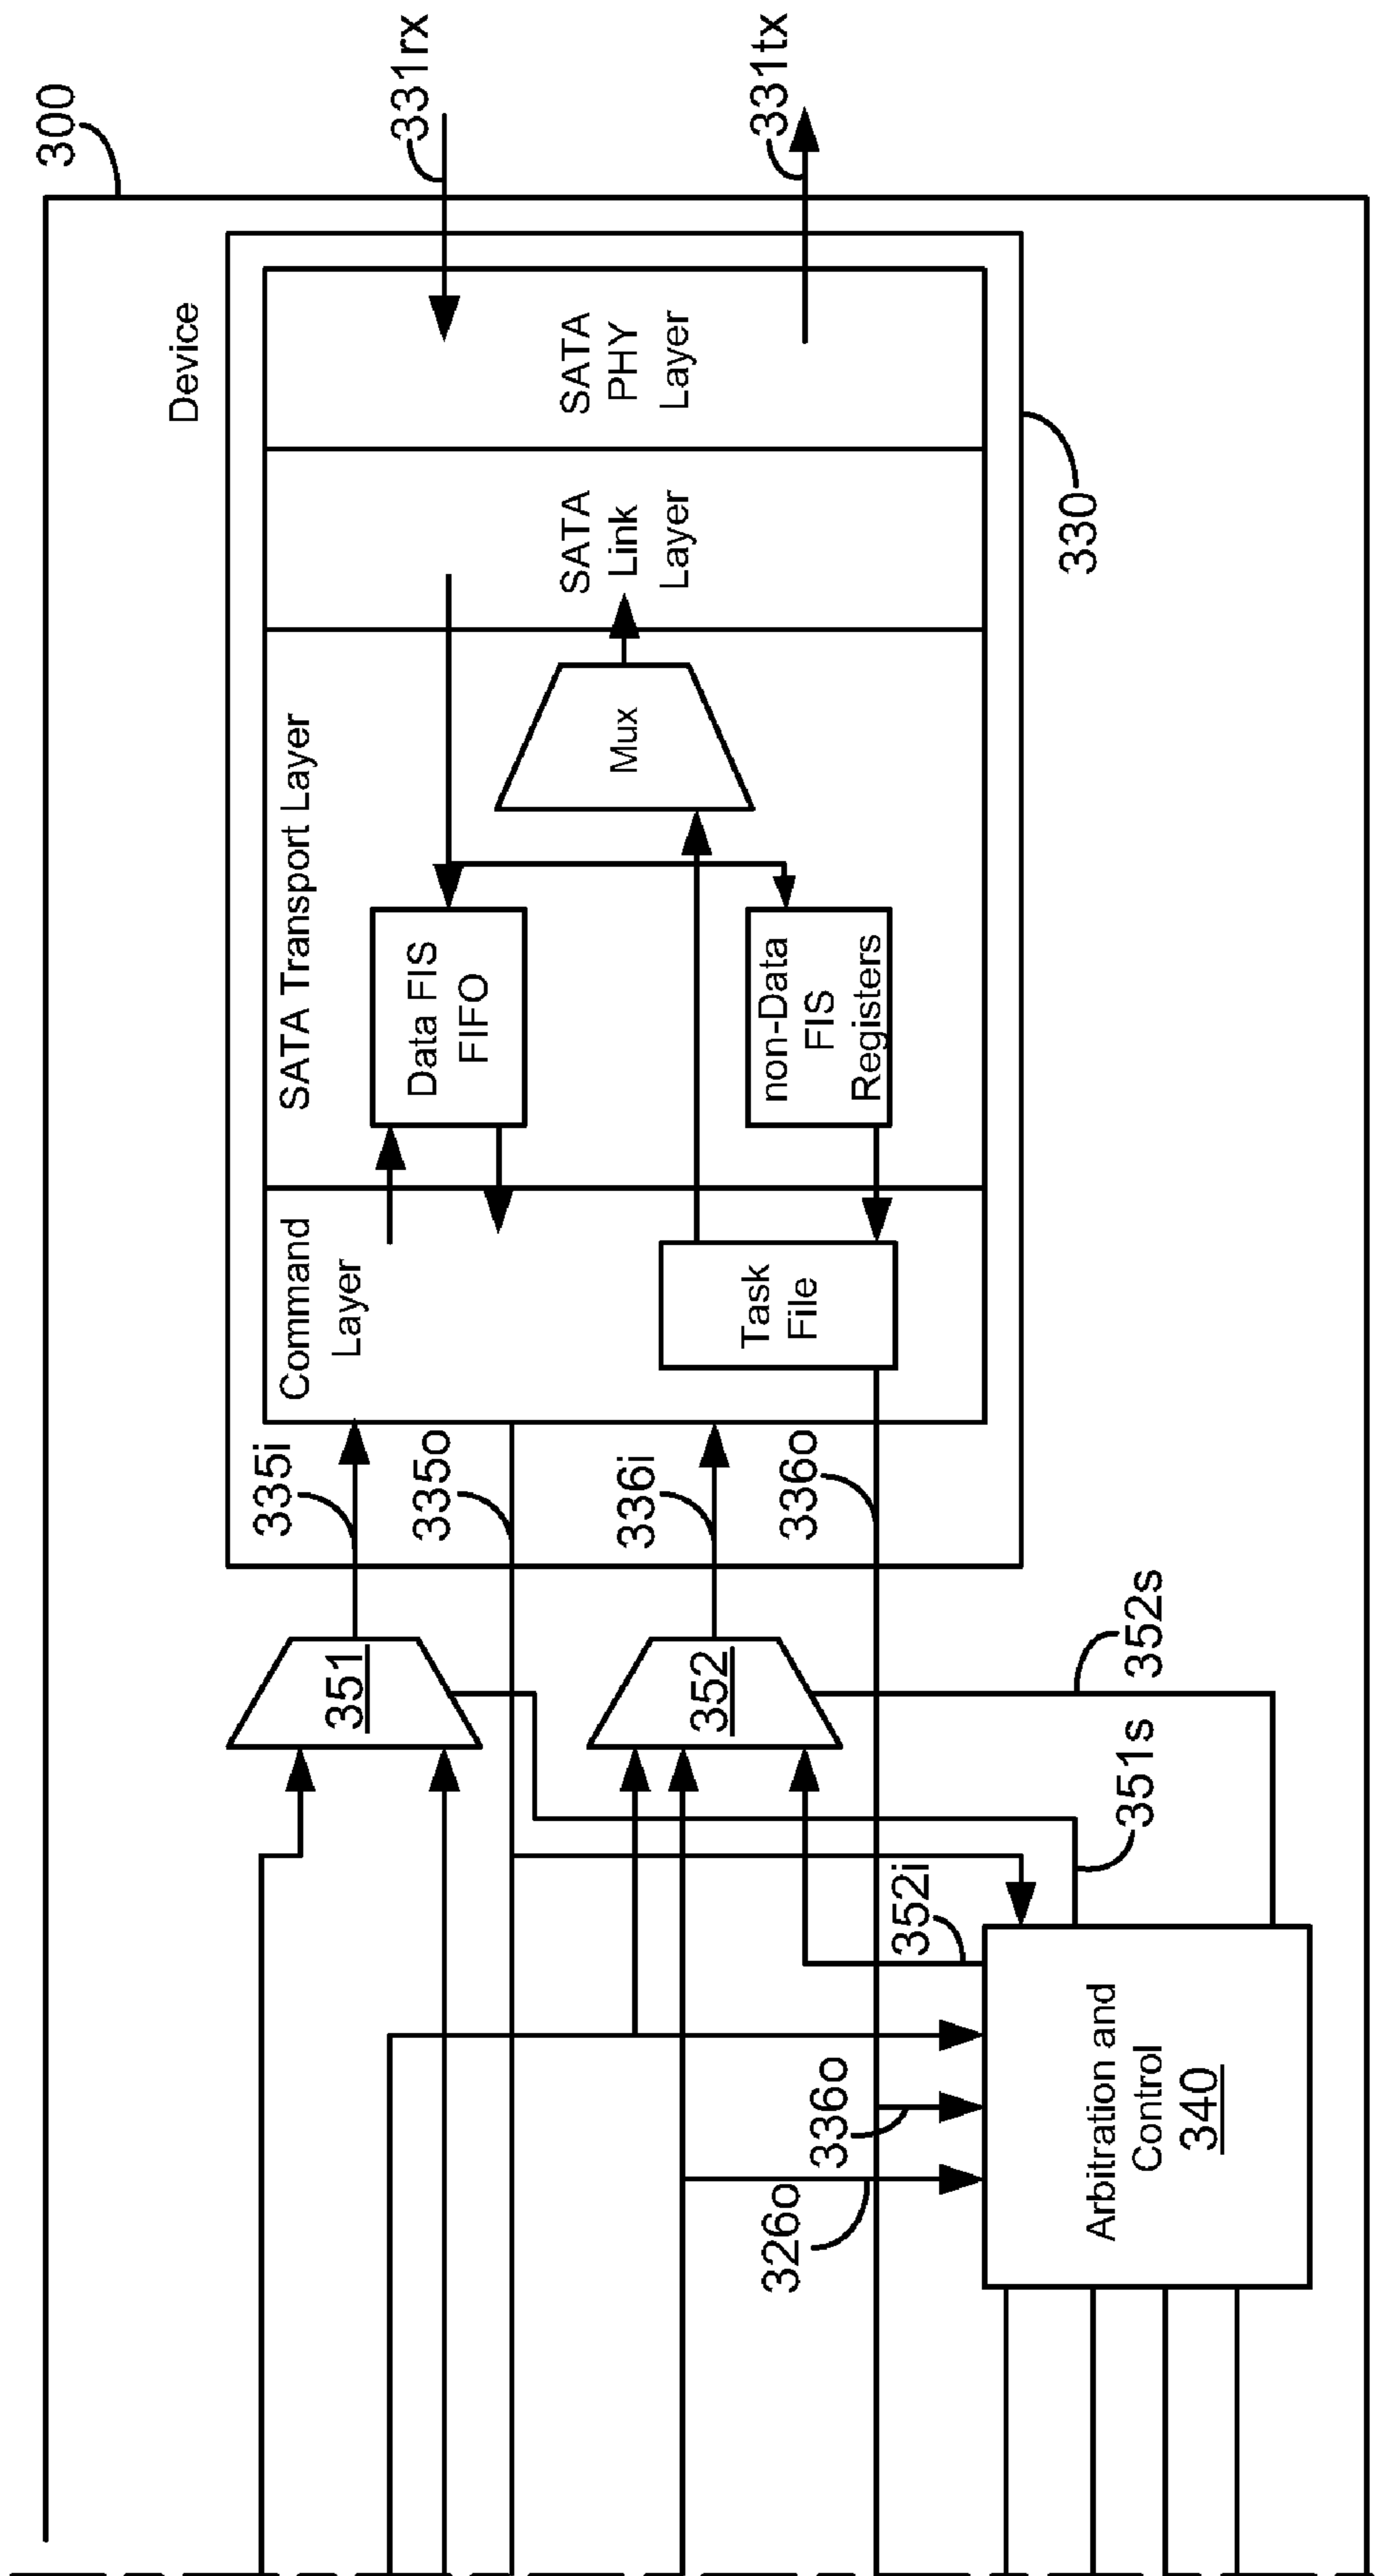 300
331rx
331tx
Device
SATA
PHY
Layer
SATA
Link
Layer
330
SATA Transport Layer
Mux
Data FIS
FIFO
non-Data
FIS
Registers
Command
Layer
Task
File
335i
335o
336i
336o
351
352
352s
351s
352i
336o
326o
Arbitration and
Control
340